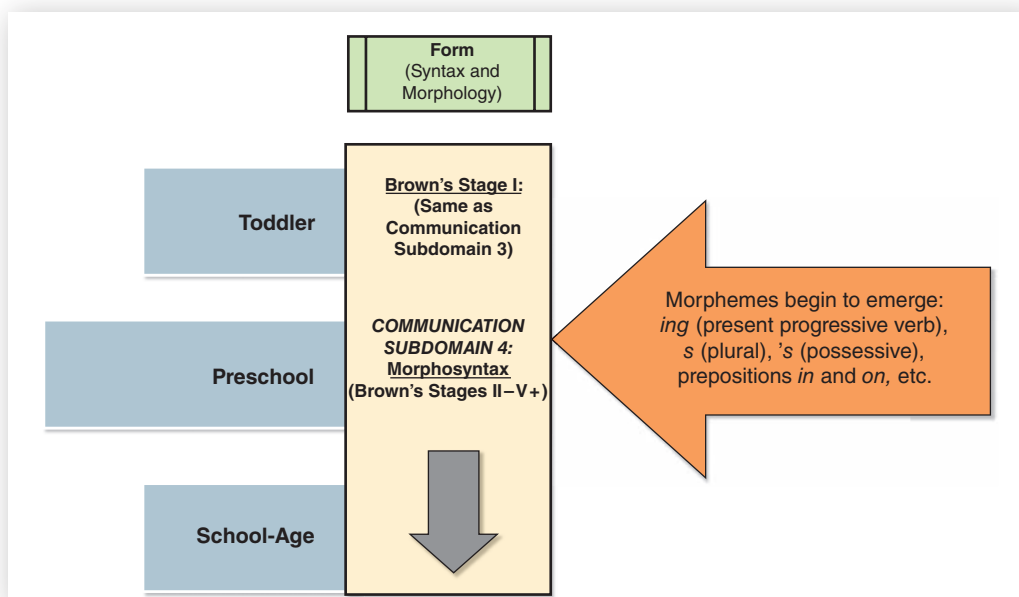 Form
(Syntax and
Morphology)
Toddler
Brown's Stage I:
(Same as
Communication
Subdomain 3)
Preschool
COMMUNICATION
SUBDOMAIN 4:
Morphosyntax
(Brown's Stages II–V+)
Morphemes begin to emerge:
ing (present progressive verb),
s (plural), 's (possessive),
prepositions in and on, etc.
School-Age